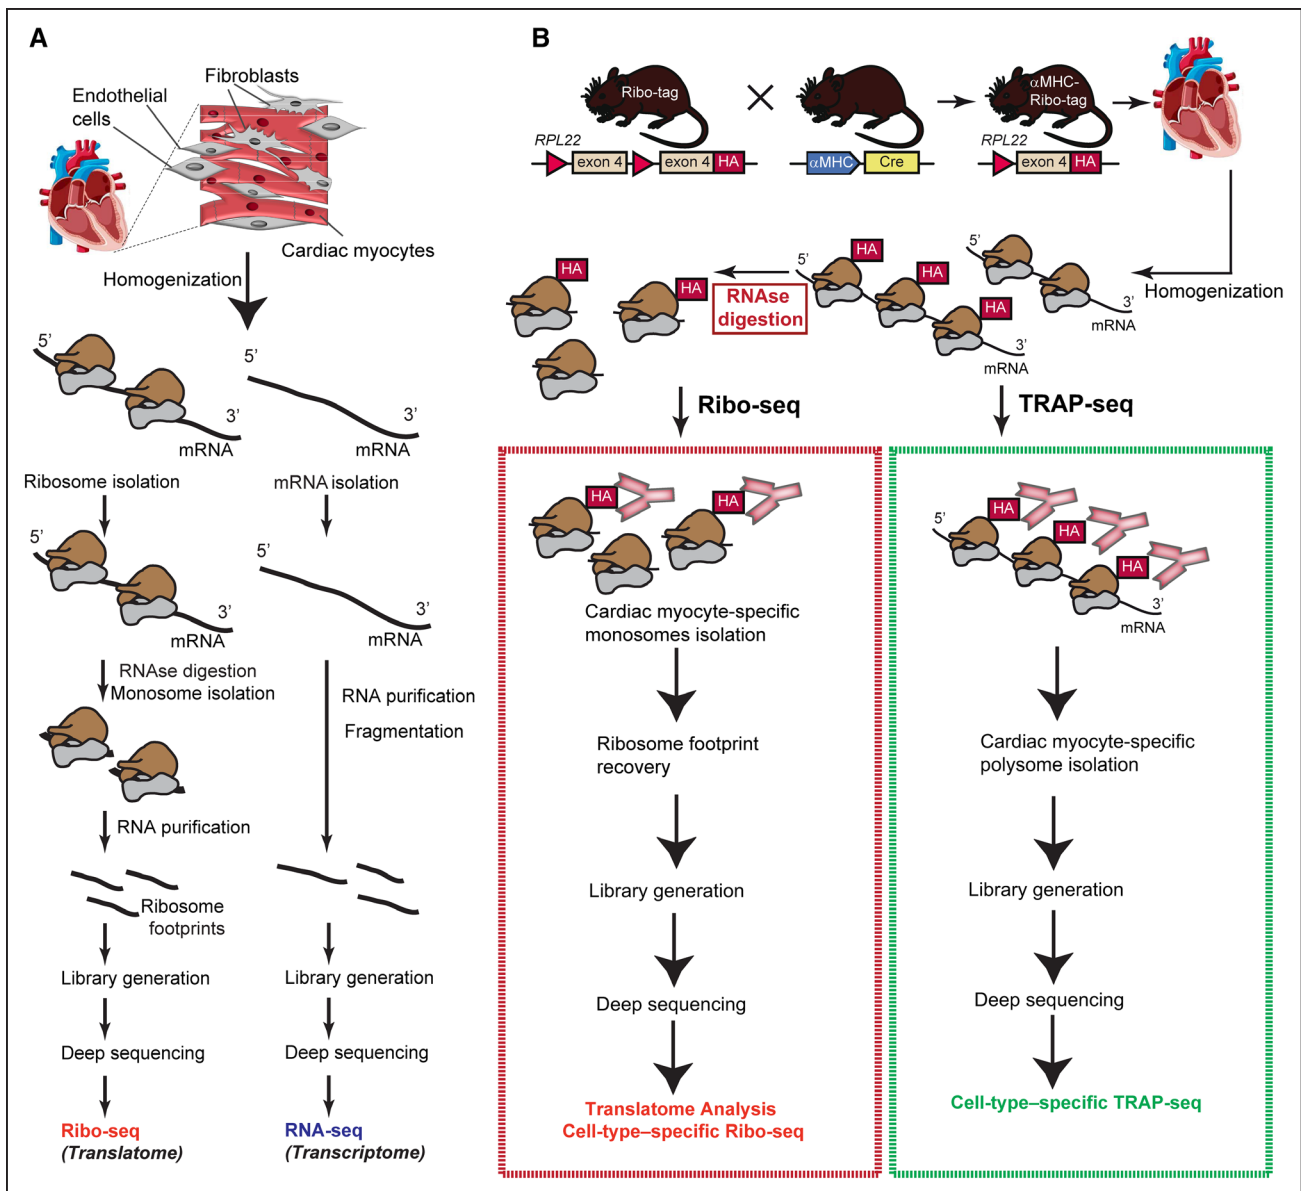 A
Fibroblasts
Endothelial
cells
Cardiac myocytes
Homogenization
5’
3’
mRNA
5’
3’
mRNA
Ribosome isolation
mRNA isolation
5’
3’
mRNA
5’
3’
mRNA
RNAse digestion
Monosome isolation
RNA purification
Fragmentation
RNA purification
Ribosome
footprints
Library generation
Library generation
Deep sequencing
Deep sequencing
Ribo-seq
(Translatome)
RNA-seq
(Transcriptome)
B
Ribo-tag
αMHC-
Ribo-tag
RPL22
exon 4
exon 4
HA
αMHC
Cre
RPL22
exon 4
HA
Homogenization
5’
3’
mRNA
5’
HA
HA
HA
3’
mRNA
RNAse
digestion
HA
HA
Ribo-seq
TRAP-seq
HA
HA
Cardiac myocyte-specific
monosomes isolation
Ribosome footprint
recovery
Library generation
Deep sequencing
Translatome Analysis
Cell-type–specific Ribo-seq
HA
HA
HA
5’
3’
mRNA
Cardiac myocyte-specific
polysome isolation
Library generation
Deep sequencing
Cell-type–specific TRAP-seq